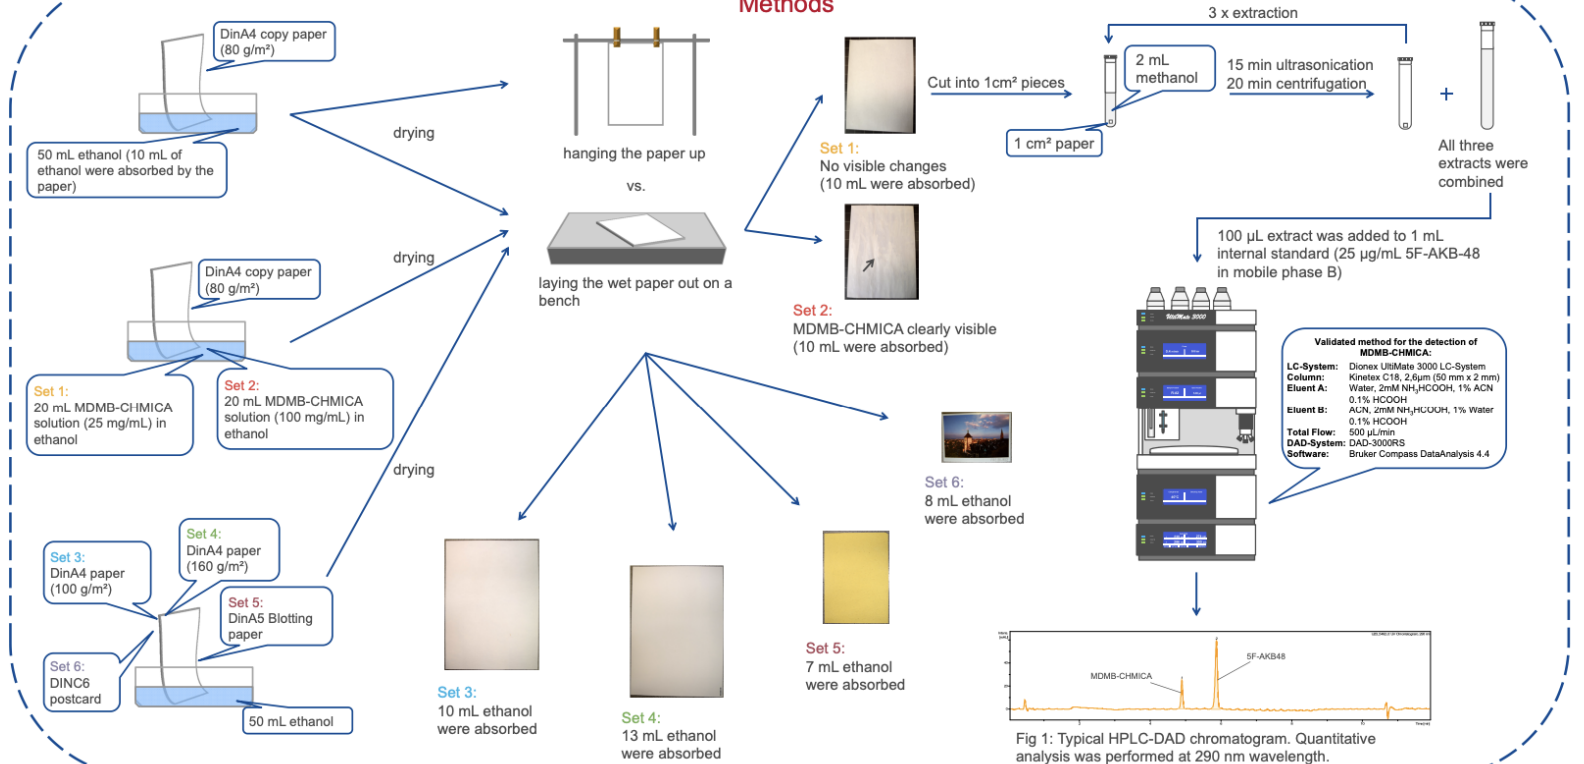 Methods
DinA4 copy paper
(80 g/m²)
50 mL ethanol (10 mL of
ethanol were absorbed by the
paper)
drying
hanging the paper up
vs.
laying the wet paper out on a
bench
DinA4 copy paper
(80 g/m²)
Set 1:
20 mL MDMB-CHMICA
solution (25 mg/mL) in
ethanol
Set 2:
20 mL MDMB-CHMICA
solution (100 mg/mL) in
ethanol
drying
Set 3:
DinA4 paper
(100 g/m²)
Set 4:
DinA4 paper
(160 g/m²)
Set 5:
DinA5 Blotting
paper
Set 6:
DINC6
postcard
50 mL ethanol
drying
Set 1:
No visible changes
(10 mL were absorbed)
Set 2:
MDMB-CHMICA clearly visible
(10 mL were absorbed)
Set 3:
10 mL ethanol
were absorbed
Set 4:
13 mL ethanol
were absorbed
Set 5:
7 mL ethanol
were absorbed
Set 6:
8 mL ethanol
were absorbed
Cut into 1cm² pieces
3 x extraction
2 mL
methanol
1 cm² paper
15 min ultrasonication
20 min centrifugation
+
All three
extracts were
combined
100 µL extract was added to 1 mL
internal standard (25 µg/mL 5F-AKB-48
in mobile phase B)
UltiMate 3000
Validated method for the detection of
MDMB-CHMICA:
LC-System: Dionex UltiMate 3000 LC-System
Column: Kinetex C18, 2,6µm (50 mm x 2 mm)
Eluent A: Water, 2mM NH₄HCOOH, 1% ACN
0.1% HCOOH
Eluent B: ACN, 2mM NH₄HCOOH, 1% Water
0.1% HCOOH
Total Flow: 500 µL/min
DAD-System: DAD-3000RS
Software: Bruker Compass DataAnalysis 4.4
MDMB-CHMICA
5F-AKB48
Fig 1: Typical HPLC-DAD chromatogram. Quantitative
analysis was performed at 290 nm wavelength.